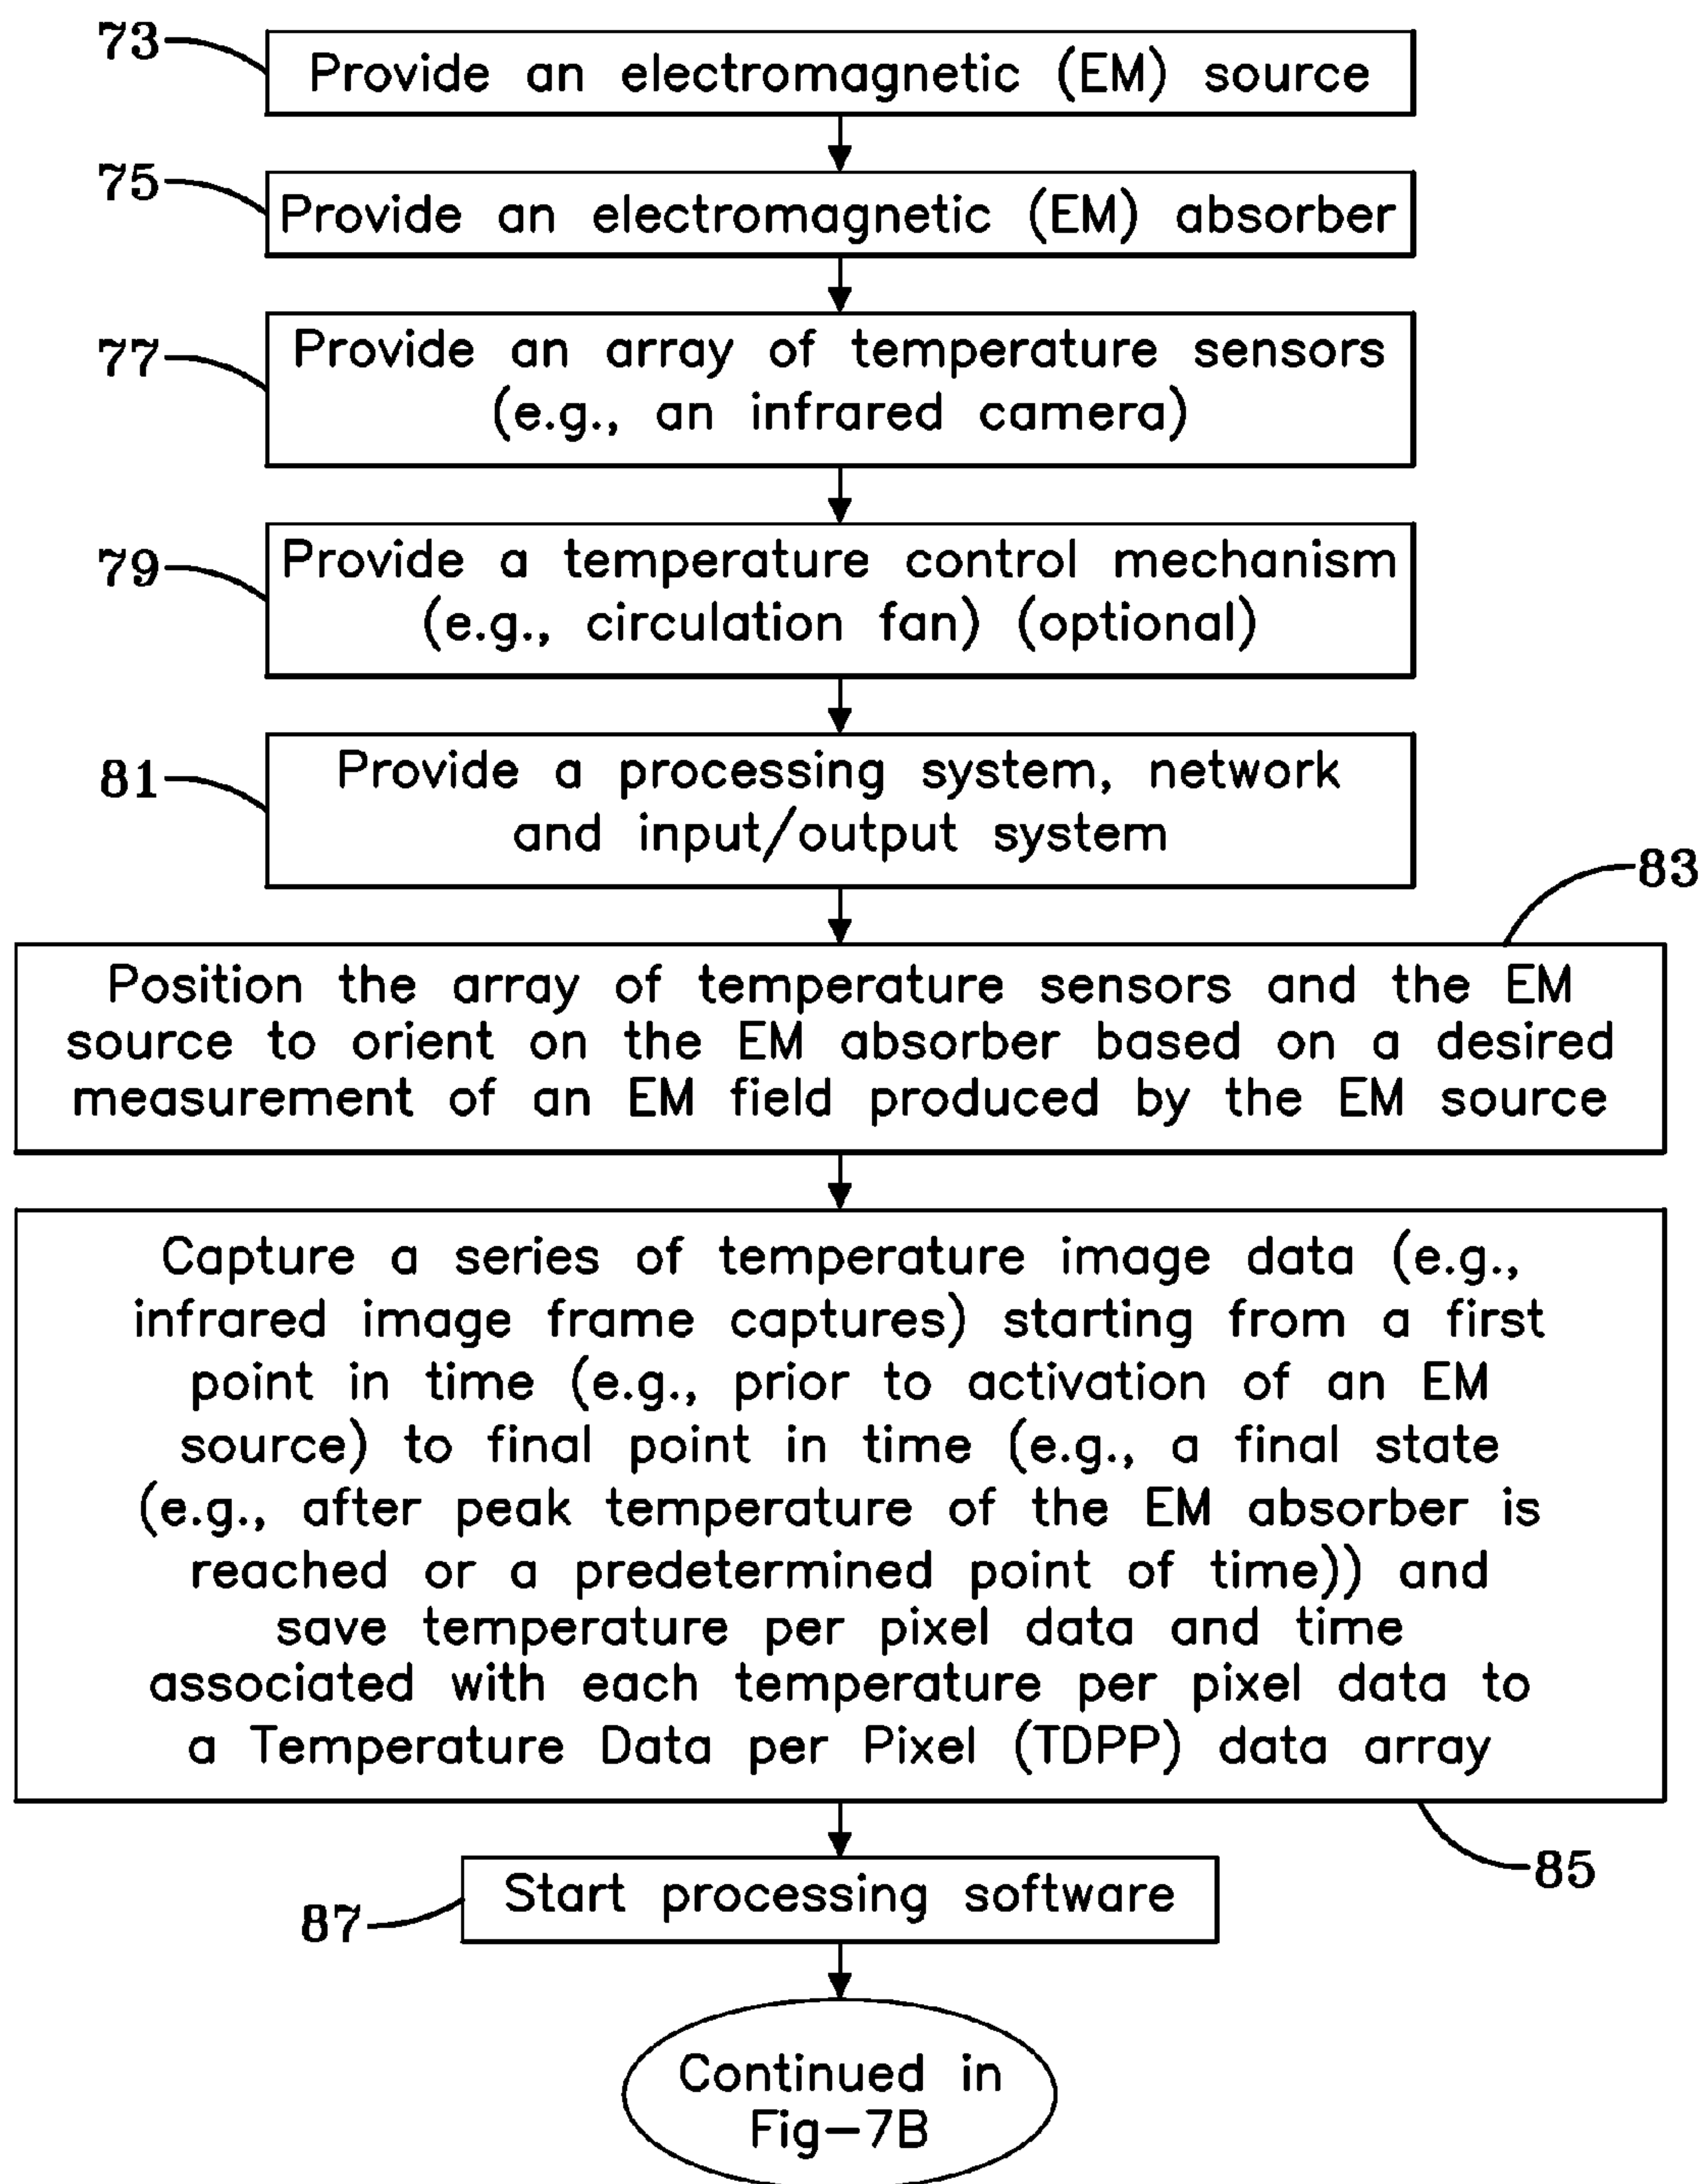 73
Provide an electromagnetic (EM) source
75
Provide an electromagnetic (EM) absorber
77
Provide an array of temperature sensors
(e.g., an infrared camera)
79
Provide a temperature control mechanism
(e.g., circulation fan) (optional)
81
Provide a processing system, network
and input/output system
83
Position the array of temperature sensors and the EM
source to orient on the EM absorber based on a desired
measurement of an EM field produced by the EM source
Capture a series of temperature image data (e.g.,
infrared image frame captures) starting from a first
point in time (e.g., prior to activation of an EM
source) to final point in time (e.g., a final state
(e.g., after peak temperature of the EM absorber is
reached or a predetermined point of time)) and
save temperature per pixel data and time
associated with each temperature per pixel data to
a Temperature Data per Pixel (TDPP) data array
85
87
Start processing software
Continued in
Fig-7B